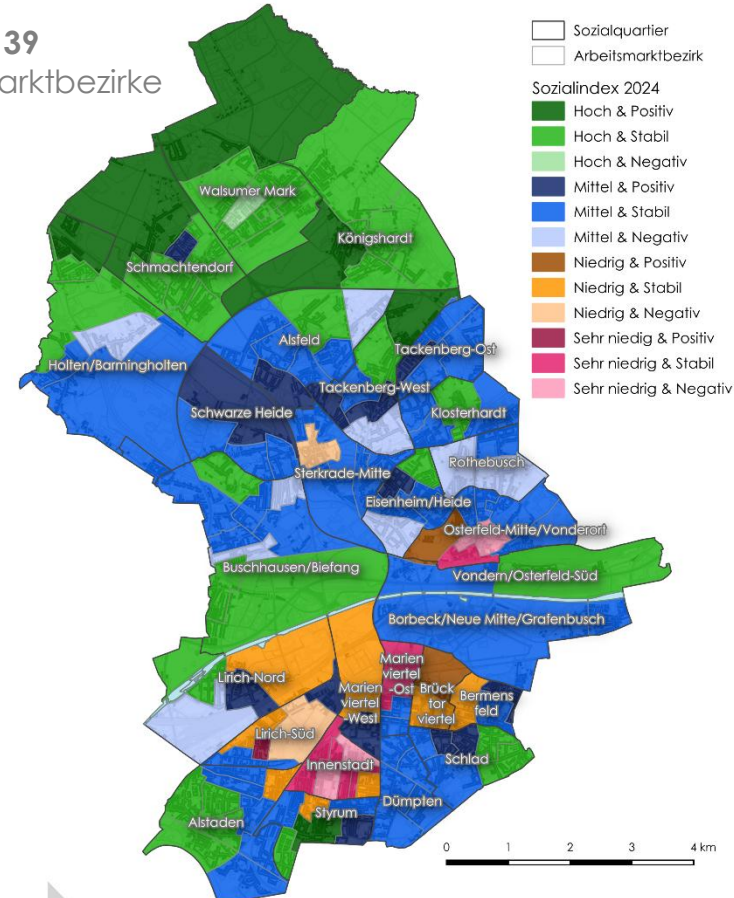 39
arktbezirke
Sozialquartier
Arbeitsmarktbezirk
Sozialindex 2024
Hoch & Positiv
Hoch & Stabil
Hoch & Negativ
Mittel & Positiv
Mittel & Stabil
Mittel & Negativ
Niedrig & Positiv
Niedrig & Stabil
Niedrig & Negativ
Sehr niedig & Positiv
Sehr niedrig & Stabil
Sehr niedrig & Negativ
Walsumer Mark
Königshardt
Schmachtendorf
Alsfeld
Tackenberg-Ost
Holten/Barmingholten
Tackenberg-West
Schwarze Heide
Klosterhardt
Rothebusch
Sterkrade-Mitte
Eisenheim/Heide
Osterfeld-Mitte/Vonderort
Buschhausen/Biefang
Vondern/Osterfeld-Süd
Borbeck/Neue Mitte/Grafenbusch
Lirich-Nord
Marien
viertel
-Ost
Marien
viertel
-West
Brück
tor
viertel
Bermens
feld
Lirich-Süd
Innenstadt
Schlad
Dümpten
Styrum
Alstaden
0 1 2 3 4 km